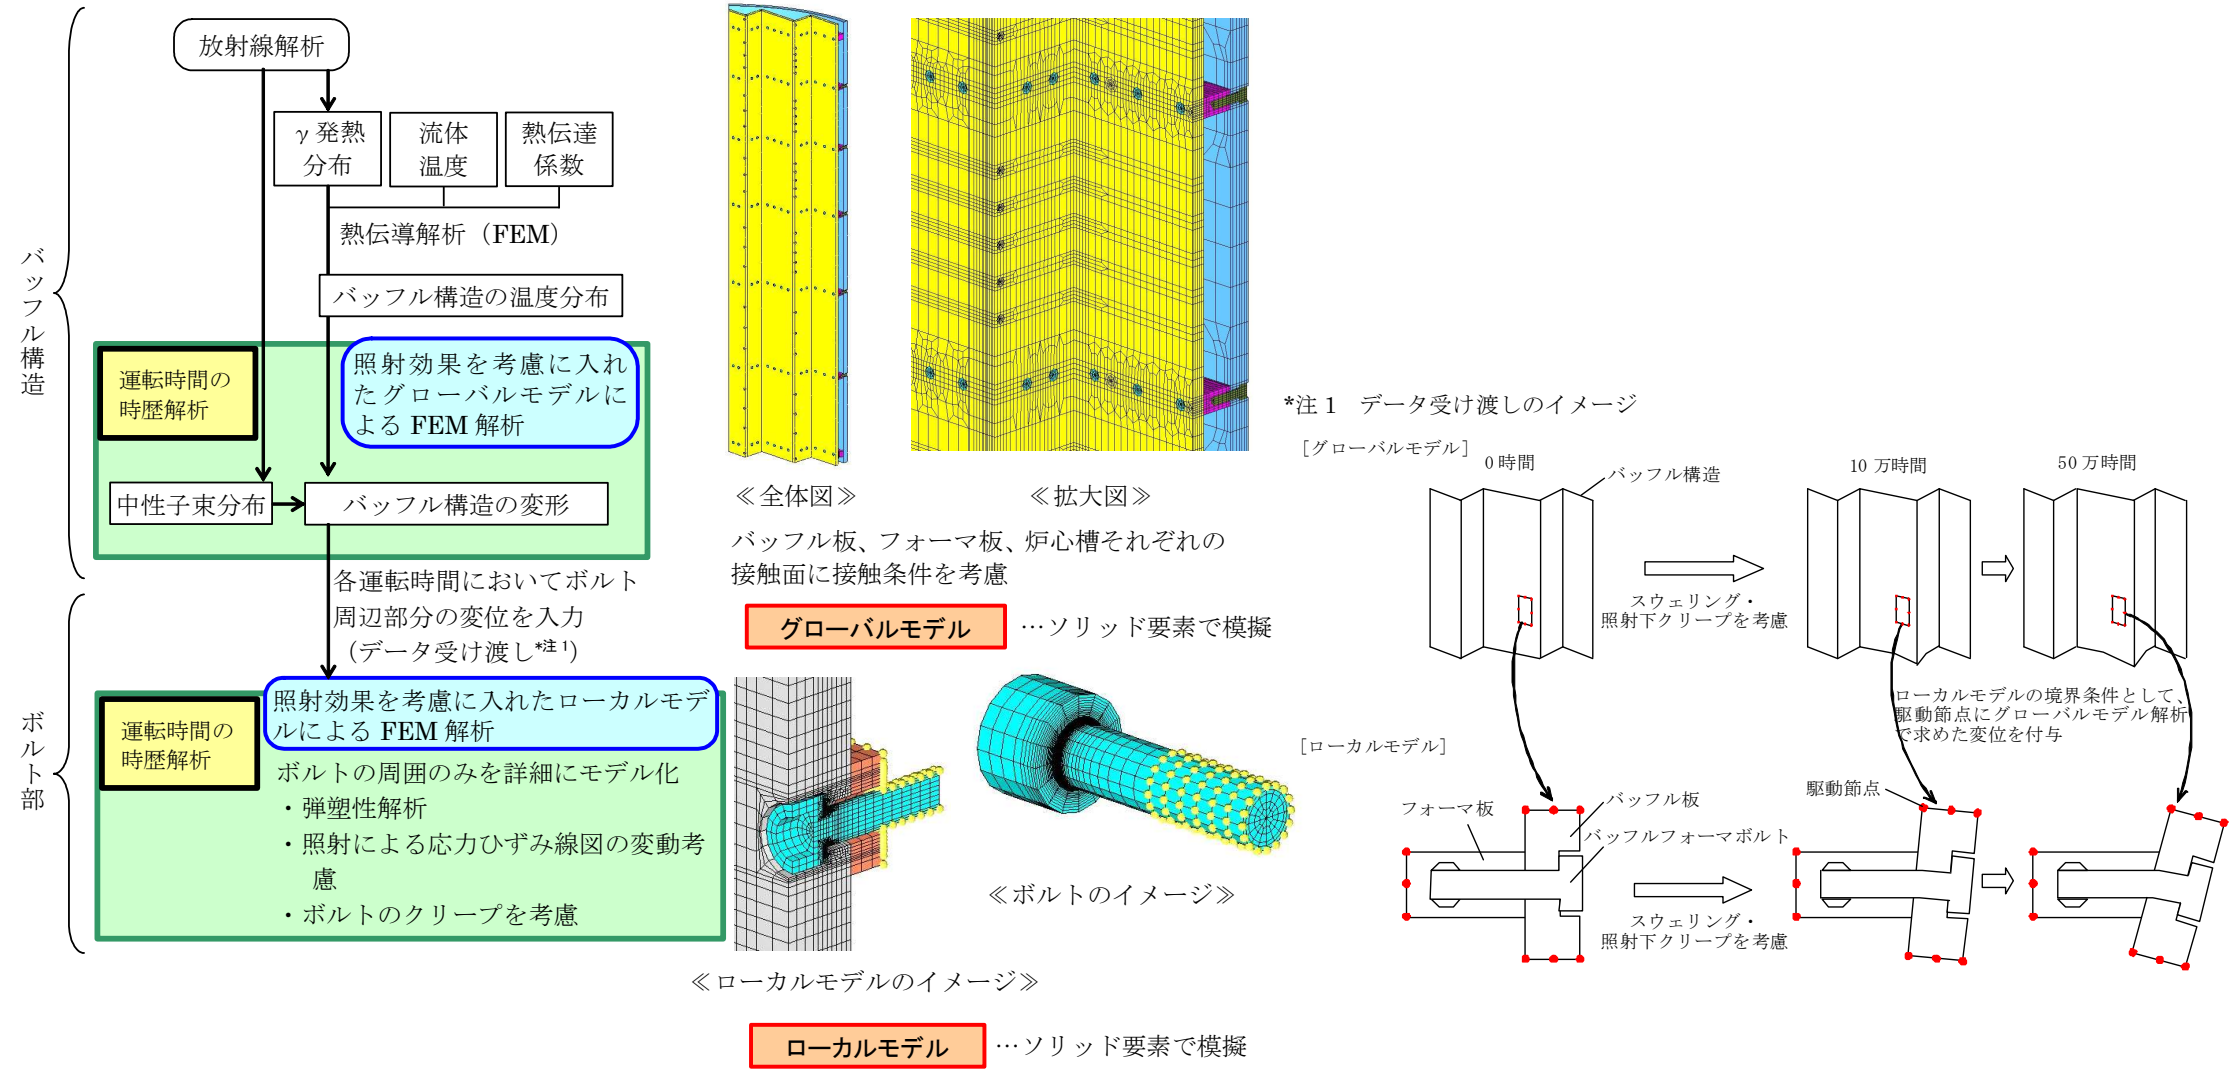 放射線解析
γ発熱
分布
流体
温度
熱伝達
係数
熱伝導解析（FEM）
バッフル構造の温度分布
バッフル構造
運転時間の
時歴解析
照射効果を考慮に入れ
たグローバルモデルに
よる FEM 解析
中性子束分布
バッフル構造の変形
各運転時間においてボルト
周辺部分の変位を入力
（データ受け渡し*注1）
ボルト部
運転時間の
時歴解析
照射効果を考慮に入れたローカルモデ
ルによる FEM 解析
ボルトの周囲のみを詳細にモデル化
・弾塑性解析
・照射による応力ひずみ線図の変動考
慮
・ボルトのクリープを考慮
≪全体図≫
≪拡大図≫
バッフル板、フォーマ板、炉心槽それぞれの
接触面に接触条件を考慮
グローバルモデル
…ソリッド要素で模擬
≪ボルトのイメージ≫
≪ローカルモデルのイメージ≫
ローカルモデル
…ソリッド要素で模擬
*注1　データ受け渡しのイメージ
［グローバルモデル］
0時間
バッフル構造
10 万時間
50 万時間
スウェリング・
照射下クリープを考慮
ローカルモデルの境界条件として、
駆動節点にグローバルモデル解析
で求めた変位を付与
［ローカルモデル］
フォーマ板
バッフル板
バッフルフォーマボルト
駆動節点
スウェリング・
照射下クリープを考慮